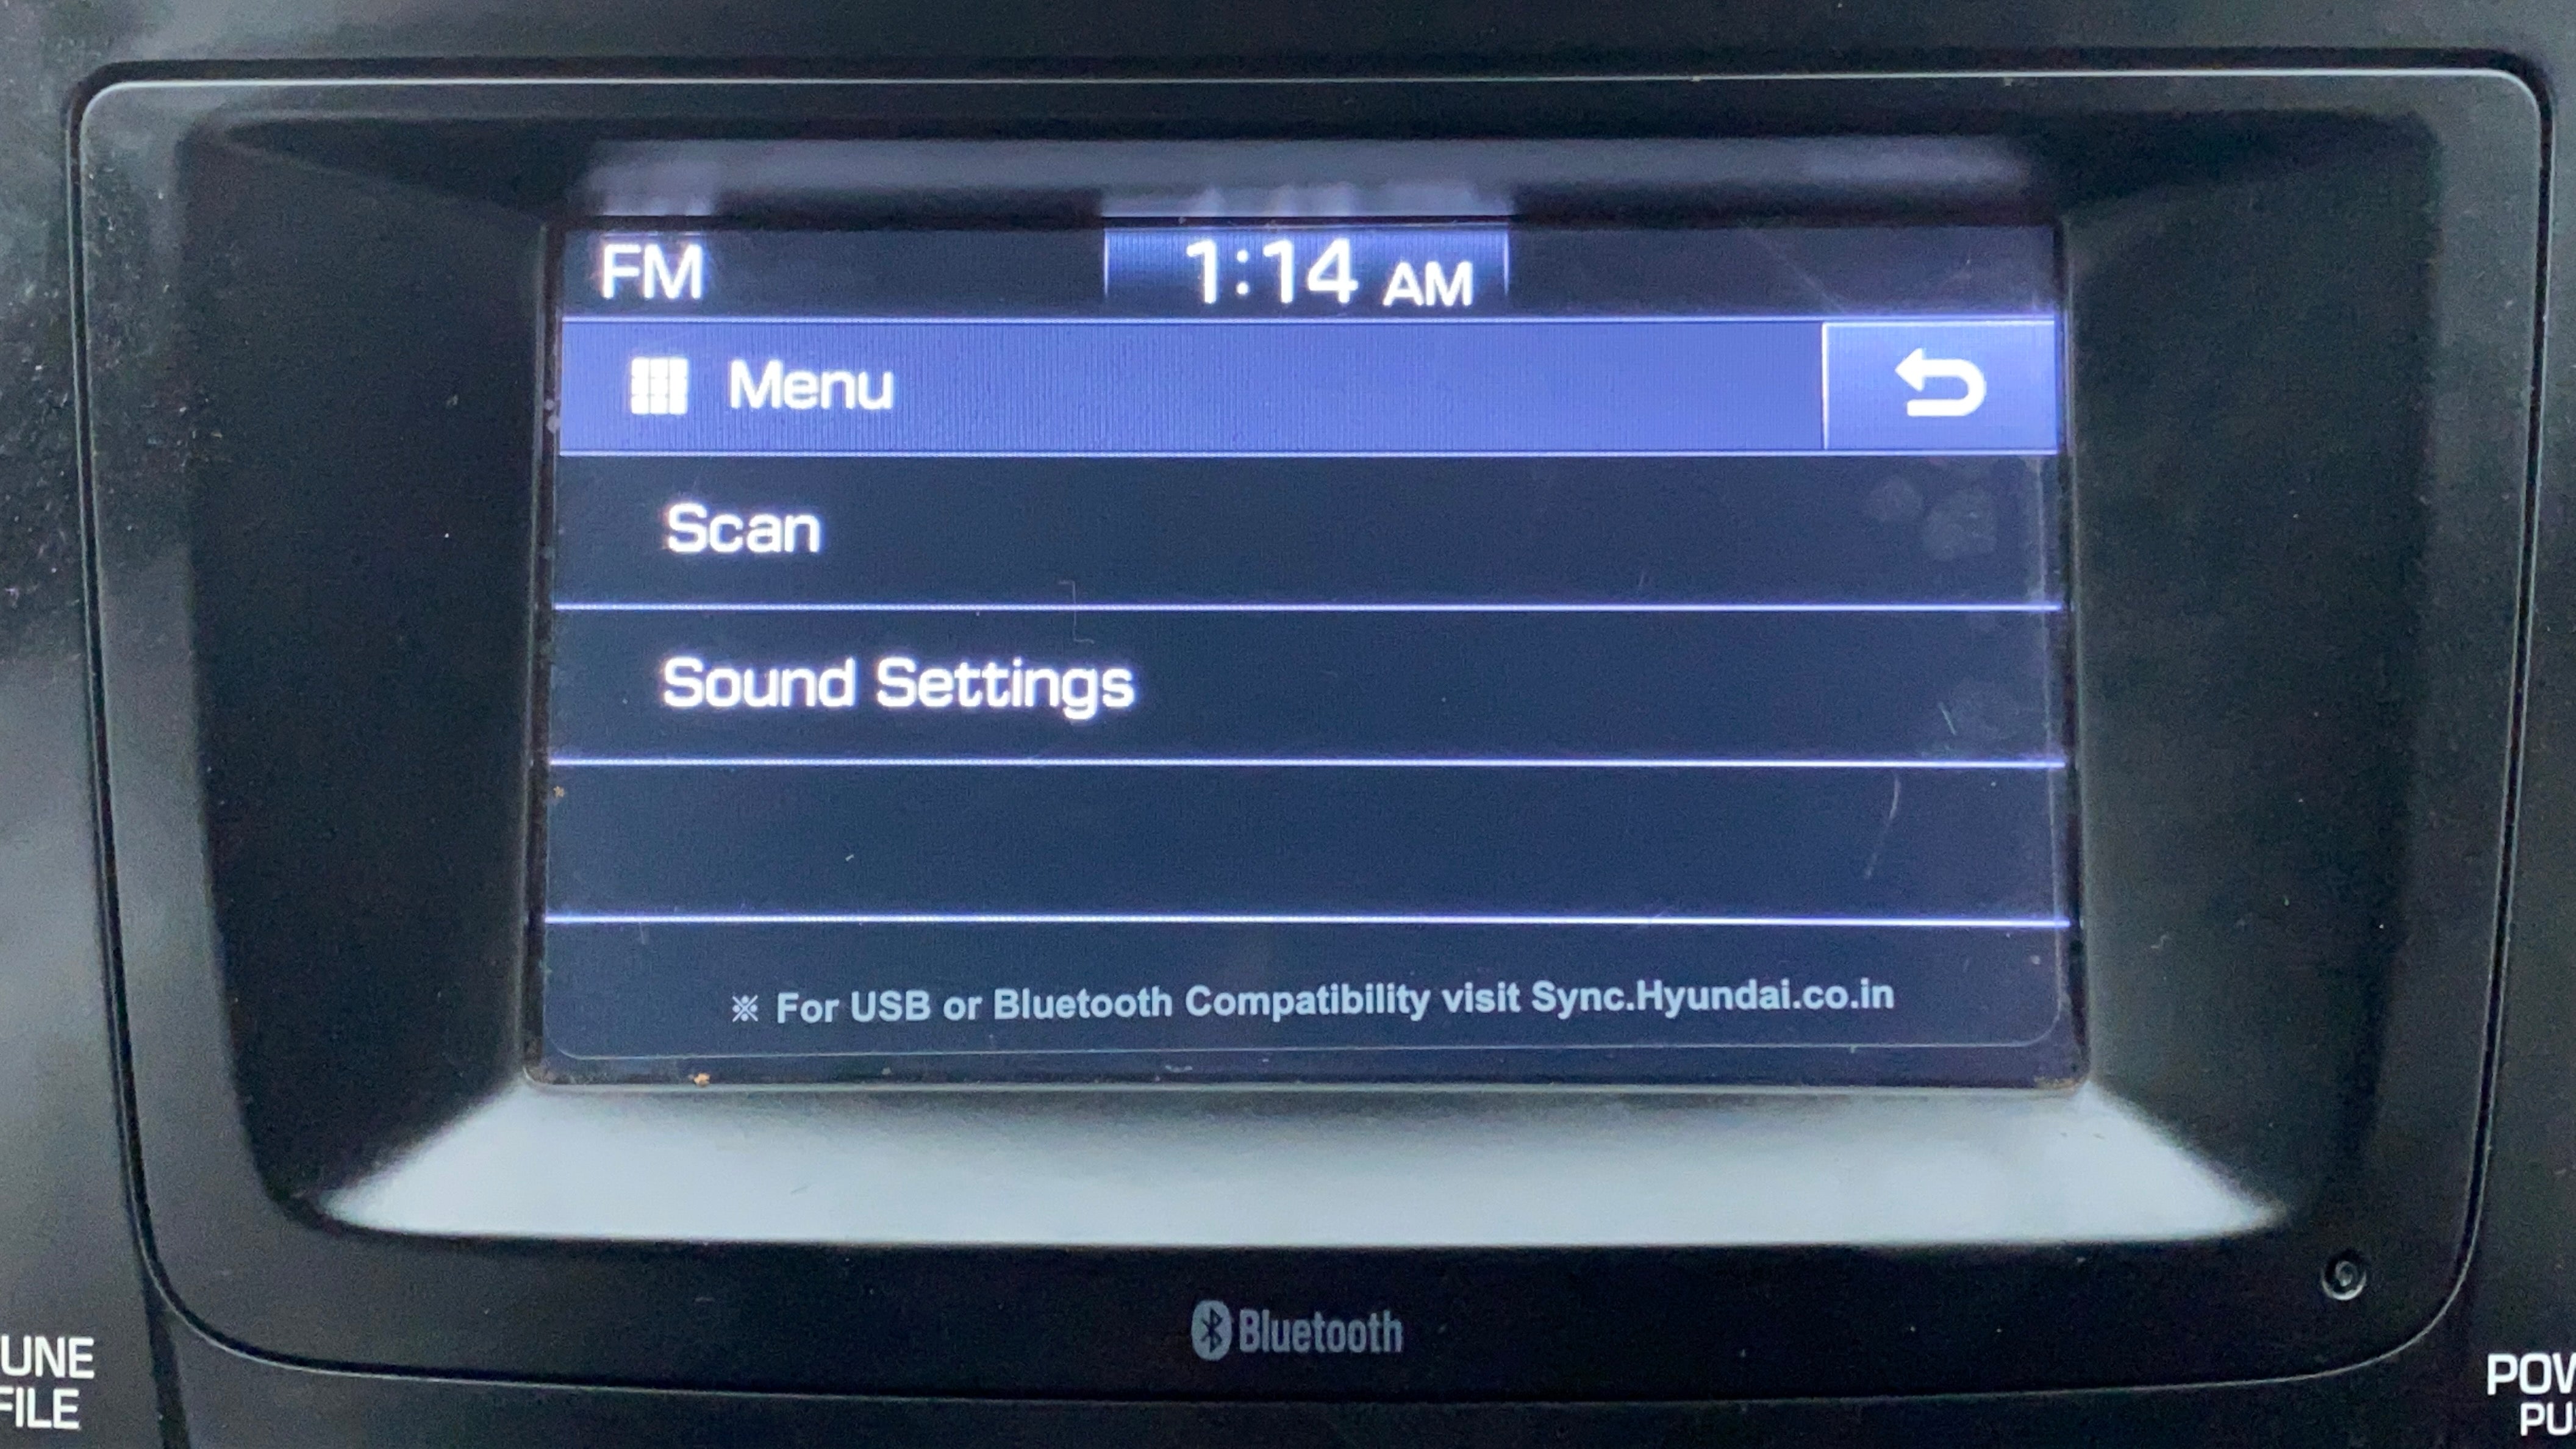 FM
1:14 AM
Menu
Scan
Sound Settings
※ For USB or Bluetooth Compatibility visit Sync.Hyundai.co.in
Bluetooth
UNE
FILE
POW
PU